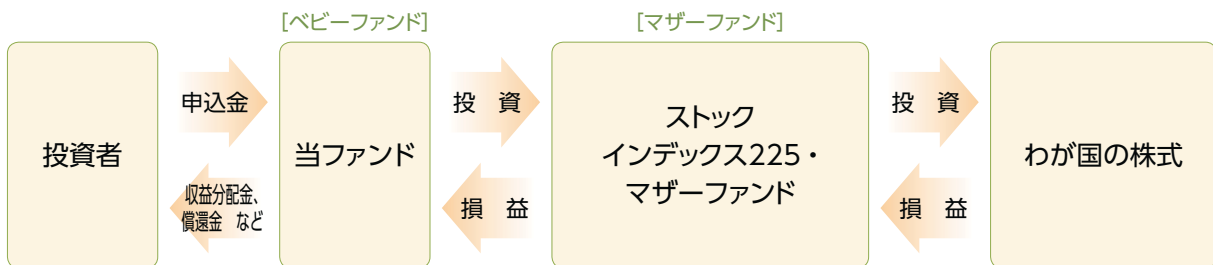 [ベビーファンド]
[マザーファンド]
投資者
申込金
収益分配金、
償還金 など
当ファンド
投 資
損 益
ストック
インデックス225・
マザーファンド
投 資
損 益
わが国の株式